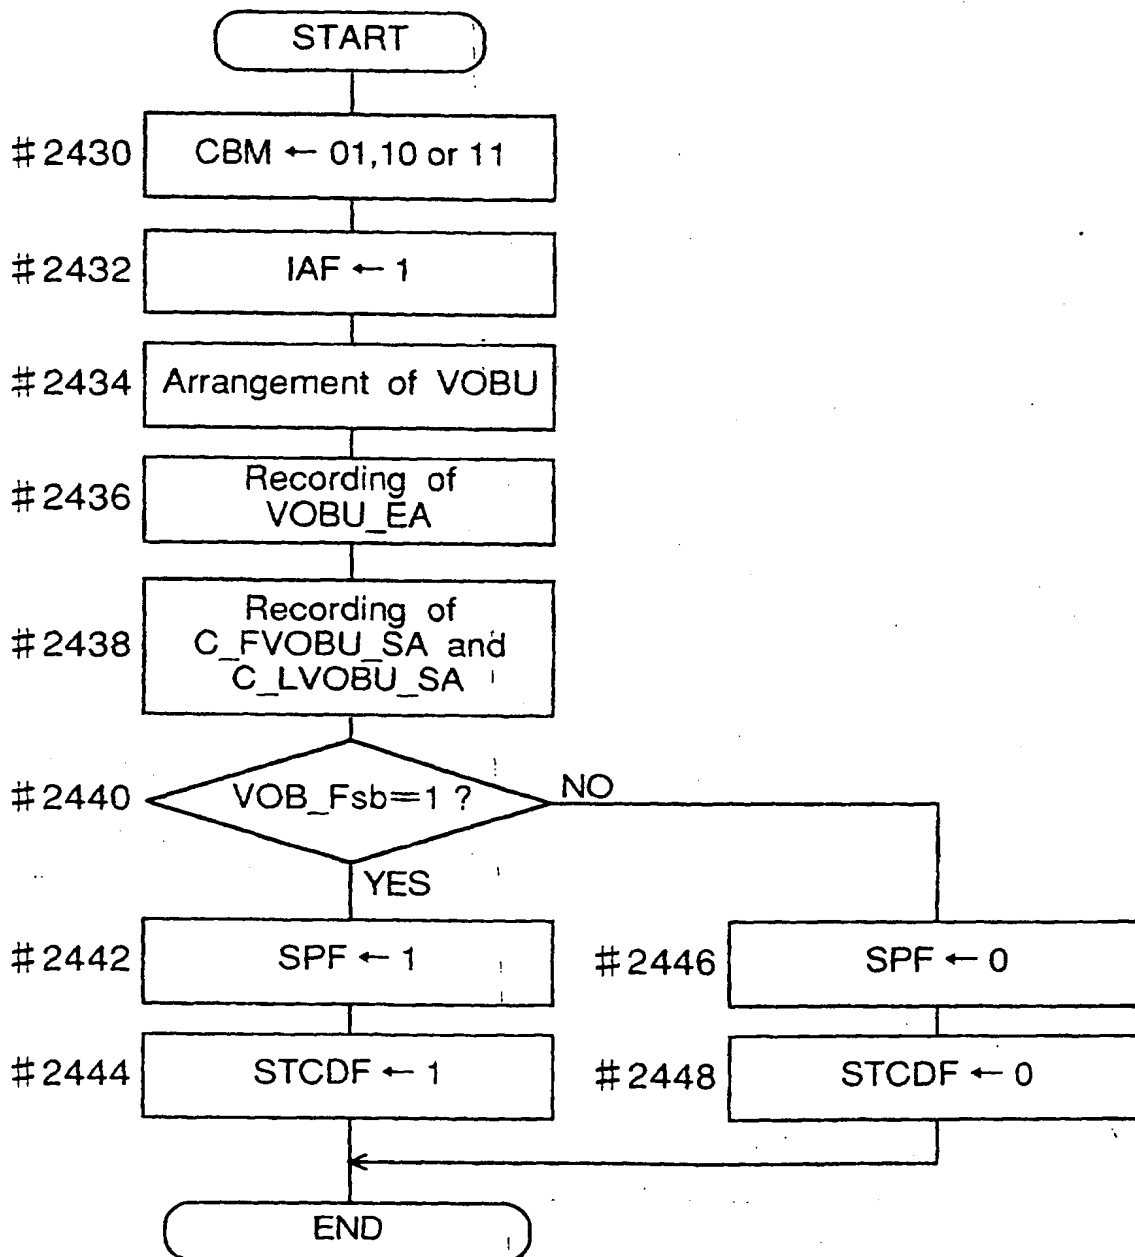 START
#2430
CBM ← 01,10 or 11
#2432
IAF ← 1
#2434
Arrangement of VOBU
#2436
Recording of
VOBU_EA
#2438
Recording of
C_FVOBU_SA and
C_LVOBU_SA
#2440
VOB_Fsb=1 ?
NO
YES
#2442
SPF ← 1
#2446
SPF ← 0
#2444
STCDF ← 1
#2448
STCDF ← 0
END